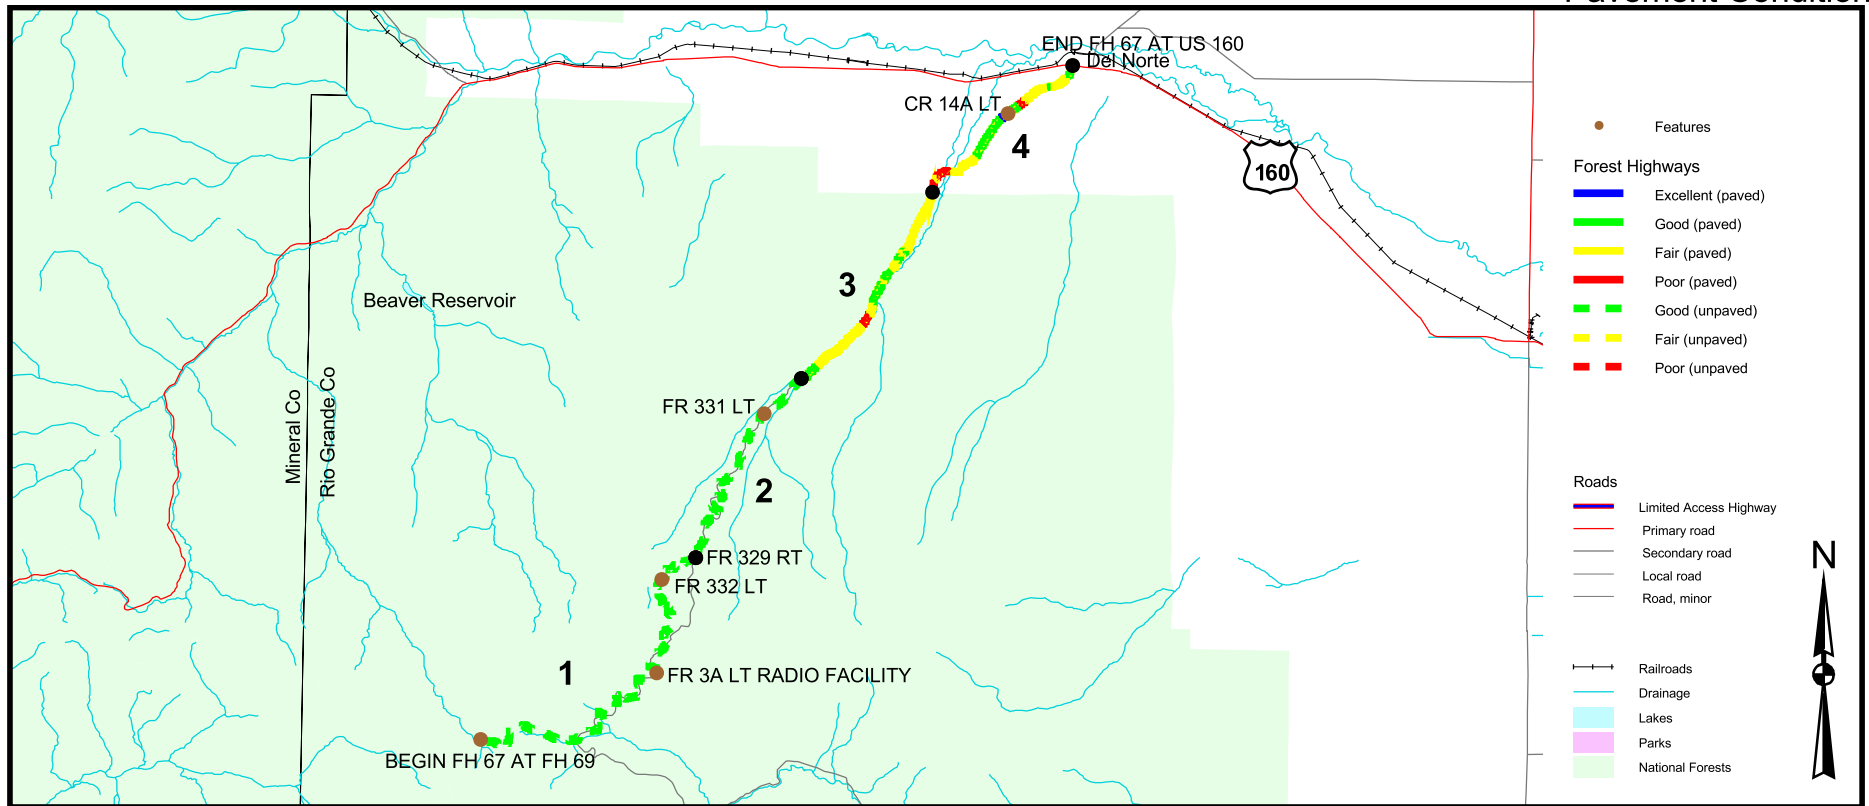 Pavement Condition
END FH 67 AT US 160
Del Norte
CR 14A LT
4
160
3
Beaver Reservoir
Mineral Co
Rio Grande Co
FR 331 LT
2
FR 329 RT
FR 332 LT
1
FR 3A LT RADIO FACILITY
BEGIN FH 67 AT FH 69
Features
Forest Highways
Excellent (paved)
Good (paved)
Fair (paved)
Poor (paved)
Good (unpaved)
Fair (unpaved)
Poor (unpaved
Roads
Limited Access Highway
Primary road
Secondary road
Local road
Road, minor
N
Railroads
Drainage
Lakes
Parks
National Forests